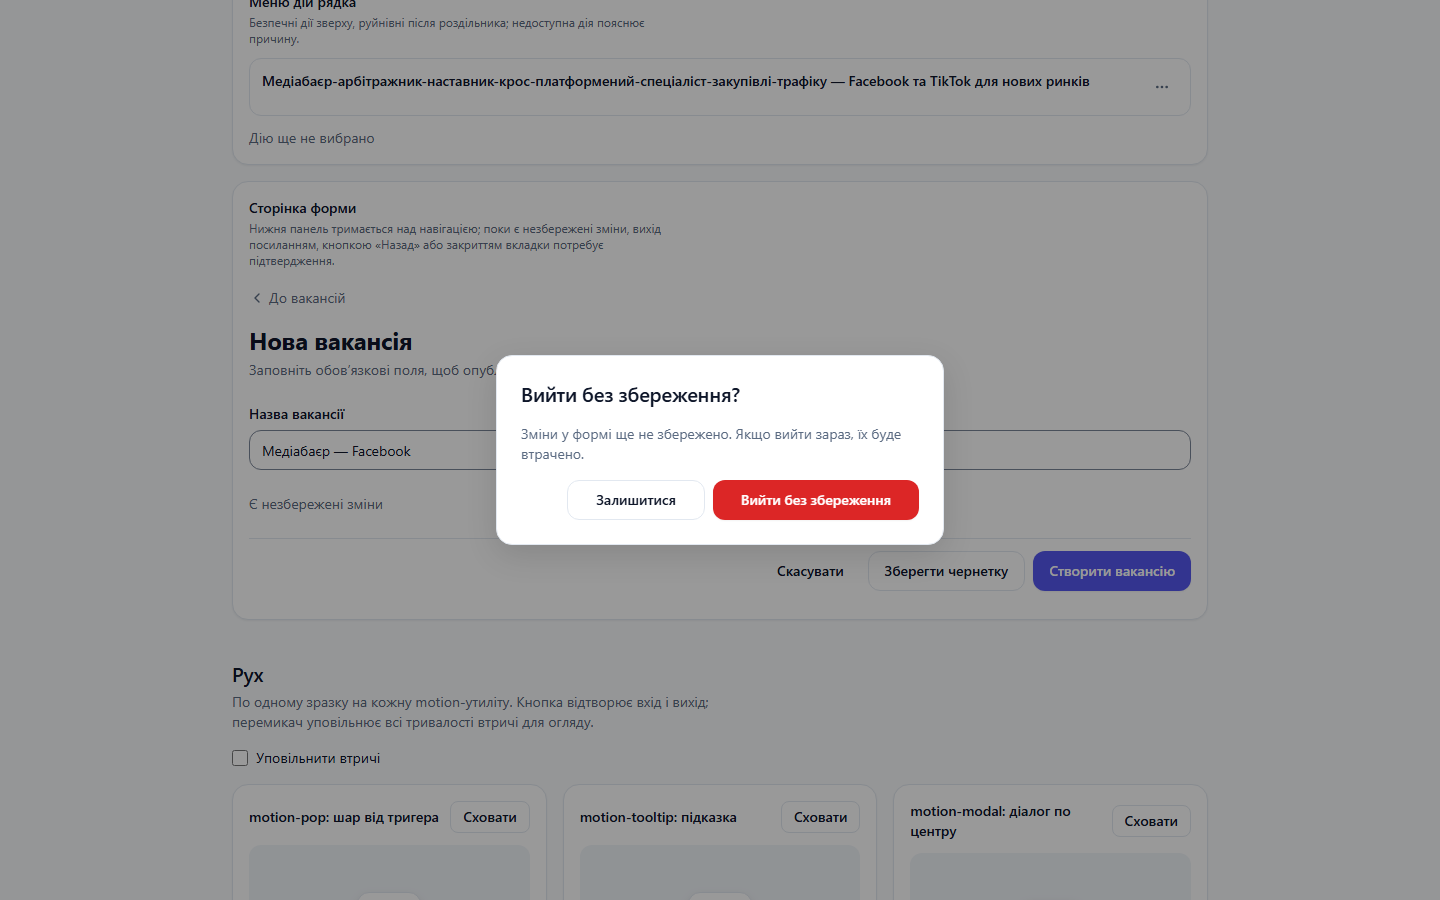 Меню дій рядка
Безпечні дії зверху, руйнівні після роздільника; недоступна дія пояснює
причину.
Медіабаєр-арбітражник-наставник-крос-платформений-спеціаліст-закупівлі-трафіку — Facebook та TikTok для нових ринків
...
Дію ще не вибрано
Сторінка форми
Нижня панель тримається над навігацією; поки є незбережені зміни, вихід
посиланням, кнопкою «Назад» або закриттям вкладки потребує
підтвердження.
До вакансій
Нова вакансія
Заповніть обов'язкові поля, щоб
Назва вакансії
Медіабаєр — Facebook
Є незбережені зміни
Вийти без збереження?
Зміни у формі ще не збережено. Якщо вийти зараз, їх буде
втрачено.
Залишитися
Вийти без збереження
Скасувати
Зберегти чернетку
Створити вакансію
Рух
По одному зразку на кожну motion-утиліту. Кнопка відтворює вхід і вихід;
перемикач уповільнює всі тривалості втричі для огляду.
Уповільнити втричі
motion-pop: шар від тригера
Сховати
motion-tooltip: підказка
Сховати
motion-modal: діалог по
центру
Сховати